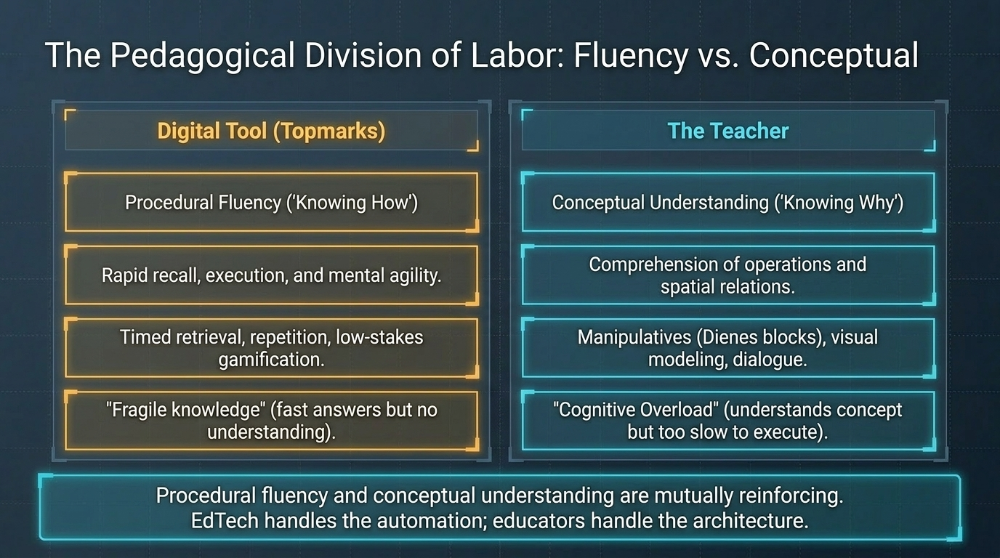 The Pedagogical Division of Labor: Fluency vs. Conceptual
Digital Tool (Topmarks)
Procedural Fluency ('Knowing How')
Rapid recall, execution, and mental agility.
Timed retrieval, repetition, low-stakes
gamification.
"Fragile knowledge" (fast answers but no
understanding).
The Teacher
Conceptual Understanding ('Knowing Why')
Comprehension of operations and
spatial relations.
Manipulatives (Dienes blocks), visual
modeling, dialogue.
"Cognitive Overload" (understands concept
but too slow to execute).
Procedural fluency and conceptual understanding are mutually reinforcing.
EdTech handles the automation; educators handle the architecture.